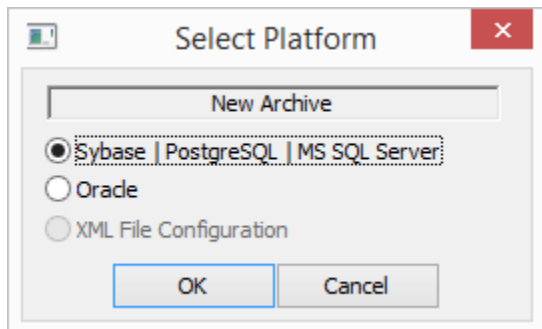 Select Platform
New Archive
Sybase | PostgreSQL | MS SQL Server
Oracle
XML File Configuration
OK
Cancel